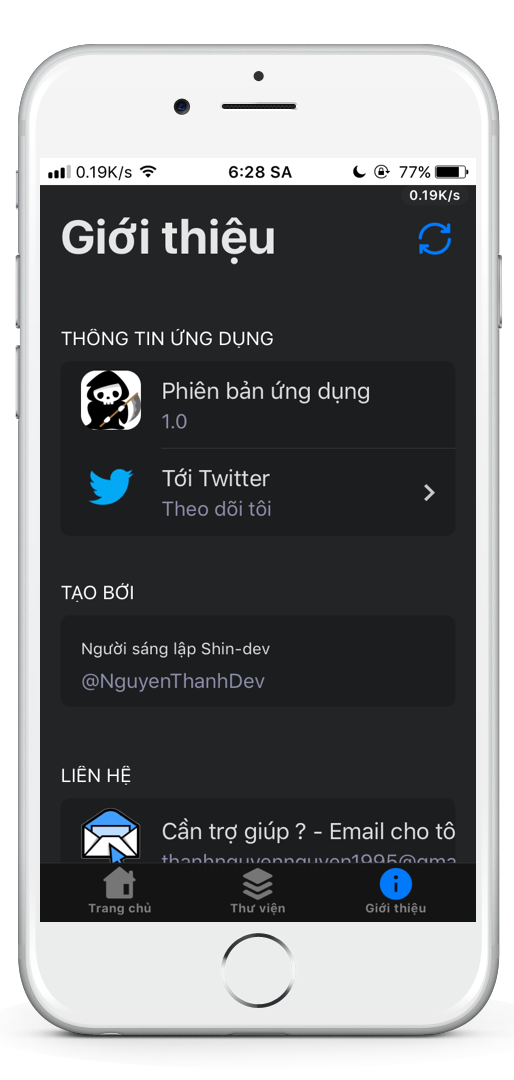 0.19K/s 6:28 SA 77%
0.19K/s
Giới thiệu
THÔNG TIN ỨNG DỤNG
Phiên bản ứng dụng
1.0
Tới Twitter
Theo dõi tôi
TẠO BỞI
Người sáng lập Shin-dev
@NguyenThanhDev
LIÊN HỆ
Cần trợ giúp ? - Email cho tô
thanhnguyennguyen1995@gma
Trang chủ Thư viện Giới thiệu